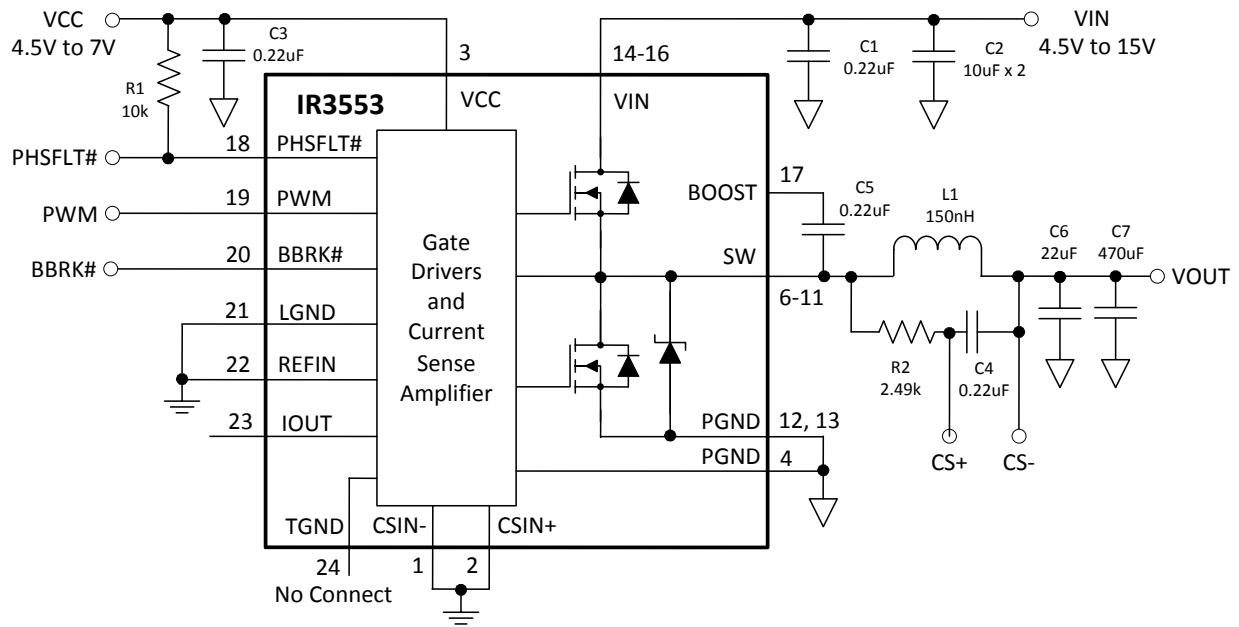 VCC
4.5V to 7V
C3
0.22uF
3
14-16
C1
0.22uF
C2
10uF x 2
VIN
4.5V to 15V
R1
10k
IR3553
VCC
VIN
PHSFLT#
18
PHSFLT#
PWM
19
PWM
BBRK#
20
BBRK#
21
LGND
22
REFIN
23
IOUT
Gate
Drivers
and
Current
Sense
Amplifier
BOOST
17
C5
0.22uF
SW
6-11
L1
150nH
C6
22uF
C7
470uF
VOUT
R2
2.49k
C4
0.22uF
CS+
CS-
PGND
12, 13
PGND
4
TGND
CSIN-
CSIN+
24
1
2
No Connect